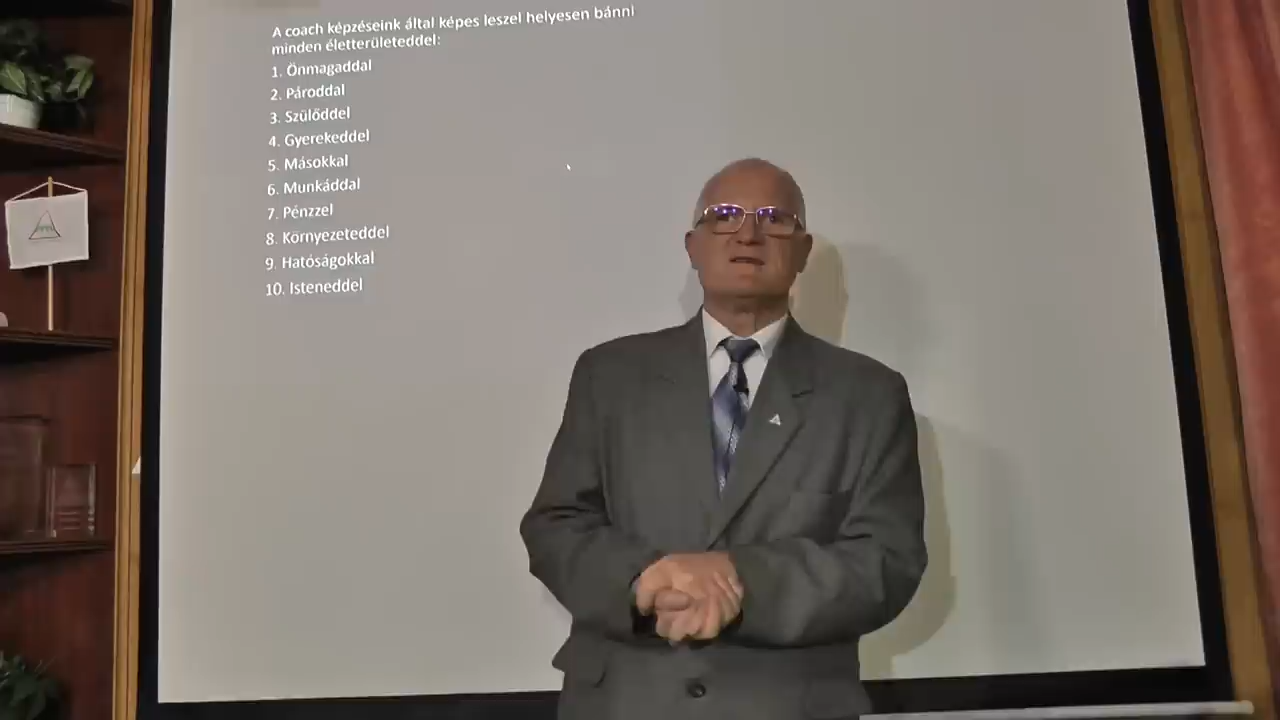 A coach képzéseink által képes leszel helyesen bánni
minden életterületeddel:
1. Önmagaddal
2. Pároddal
3. Szülőddel
4. Gyerekeddel
5. Másokkal
6. Munkáddal
7. Pénzzel
8. Környezeteddel
9. Hatóságokkal
10. Isteneddel